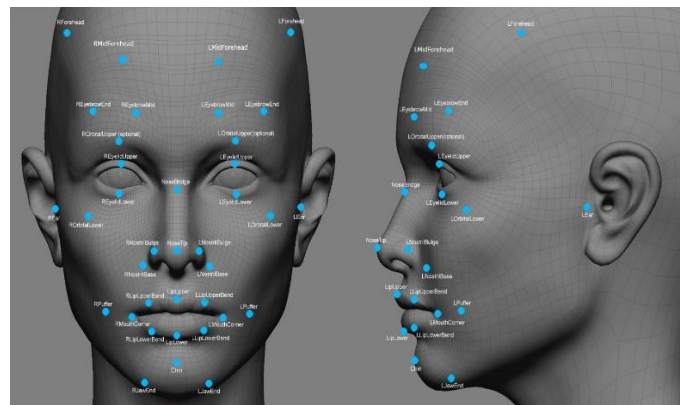 RForehead
LForehead
RMidForehead
LMidForehead
REyebrowEnd
REyebrowMid
LEyebrowMid
LEyebrowEnd
ROrbitalUpper(optional)
LOrbitalUpper(optional)
REyelidUpper
LEyelidUpper
NoseBridge
REyelidLower
LEyelidLower
REar
ROrbitalLower
LOrbitalLower
LEar
RNostrilBulge
NoseTip
LNostrilBulge
RNostrilBase
LNostrilBase
LipUpper
RLipUpperBend
LLipUpperBend
RPuffer
LPuffer
RMouthCorner
LMouthCorner
RLipLowerBend
LipLower
LLipLowerBend
Chin
RJawEnd
LJawEnd
LForehead
LMidForehead
LEyebrowMid
LEyebrowEnd
LOrbitalUpper(optional)
LEyelidUpper
NoseBridge
LEyelidLower
LOrbitalLower
LEar
NoseTip
LNostrilBulge
LNostrilBase
LipUpper
LLipUpperBend
LPuffer
LMouthCorner
LipLower
LLipLowerBend
Chin
LJawEnd